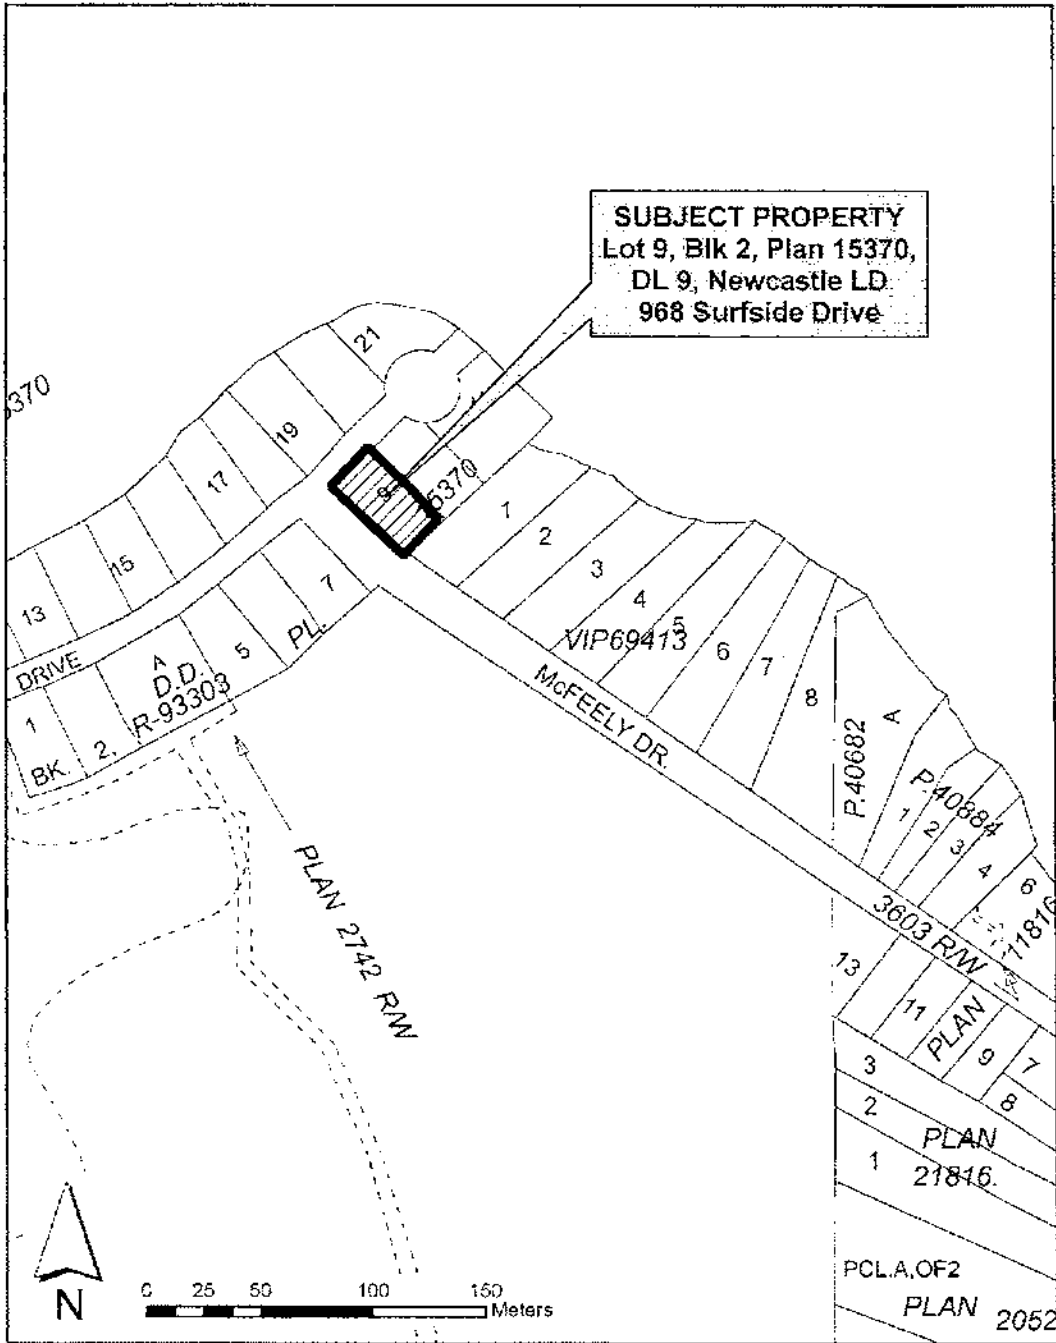 SUBJECT PROPERTY
Lot 9, Blk 2, Plan 15370,
DL 9, Newcastle LD
968 Surfside Drive
21
19
17
15
13
DRIVE
9
15370
1
2
3
4
5
6
7
8
VIP69413
McFEELY DR.
7
PL.
5
A
D.D.
R-93303
1
2,
BK.
PLAN 2742 R/W
P.40682
A
P.40884
1
2
3
4
6
11816
3603 R/W
13
11
PLAN
9
7
8
3
2
1
PLAN
21816.
PCL.A,OF2
PLAN 2052
N
0 25 50 100 150
Meters